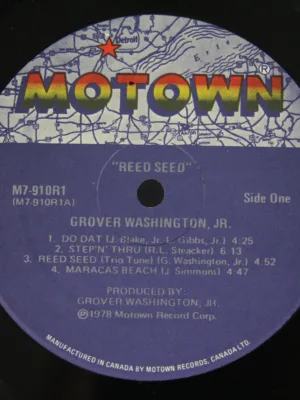 Detroit
MOTOWN®
"REED SEED"
M7-910R1
(M7-910R1A)
Side One
GROVER WASHINGTON, JR.
1. DO DAT (J. Blake, Jr. L. Gibbs, Jr.) 4:25
2. STEP'N' THRU (R.L. Stracker) 6:13
3. REED SEED (Trio Tune) (G. Washington, Jr.) 4:52
4. MARACAS BEACH (J. Simmons) 4:47
PRODUCED BY:
GROVER WASHINGTON, JR.
℗©1978 Motown Record Corp.
MANUFACTURED IN CANADA BY MOTOWN RECORDS, CANADA LTD.